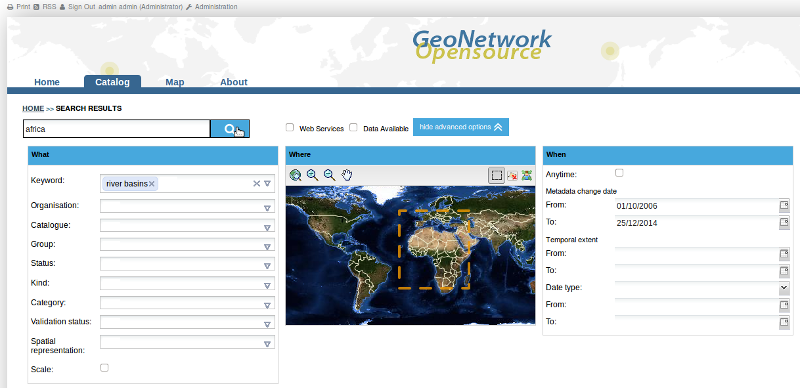 Print RSS Sign Out admin admin (Administrator) Administration
GeoNetwork
Opensource
Home Catalog Map About
HOME >> SEARCH RESULTS
africa
Web Services Data Available hide advanced options
What
Keyword: river basins
Organisation:
Catalogue:
Group:
Status:
Kind:
Category:
Validation status:
Spatial
representation:
Scale:
Where
When
Anytime:
Metadata change date
From: 01/10/2006
To: 25/12/2014
Temporal extent
From:
To:
Date type:
From:
To: